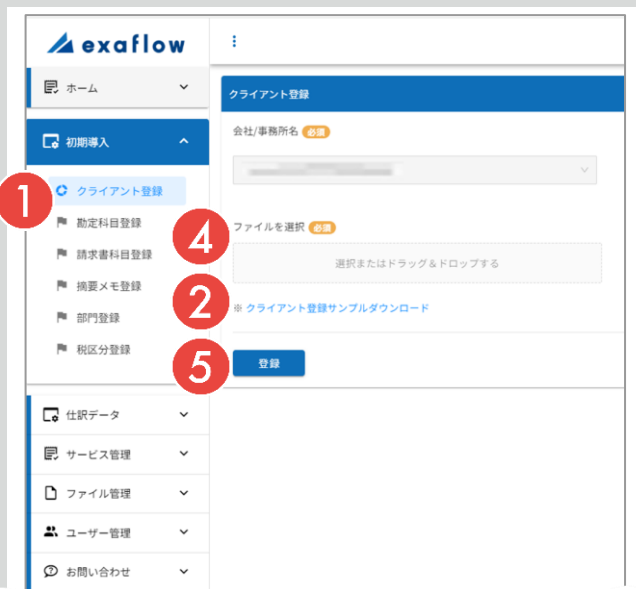 exaflow
ホーム
初期導入
1 クライアント登録
勘定科目登録
請求書科目登録
摘要メモ登録
部門登録
税区分登録
仕訳データ
サービス管理
ファイル管理
ユーザー管理
お問い合わせ
クライアント登録
会社/事務所名 必須
4 ファイルを選択 必須
選択またはドラッグ&ドロップする
2 ※ クライアント登録サンプルダウンロード
5 登録